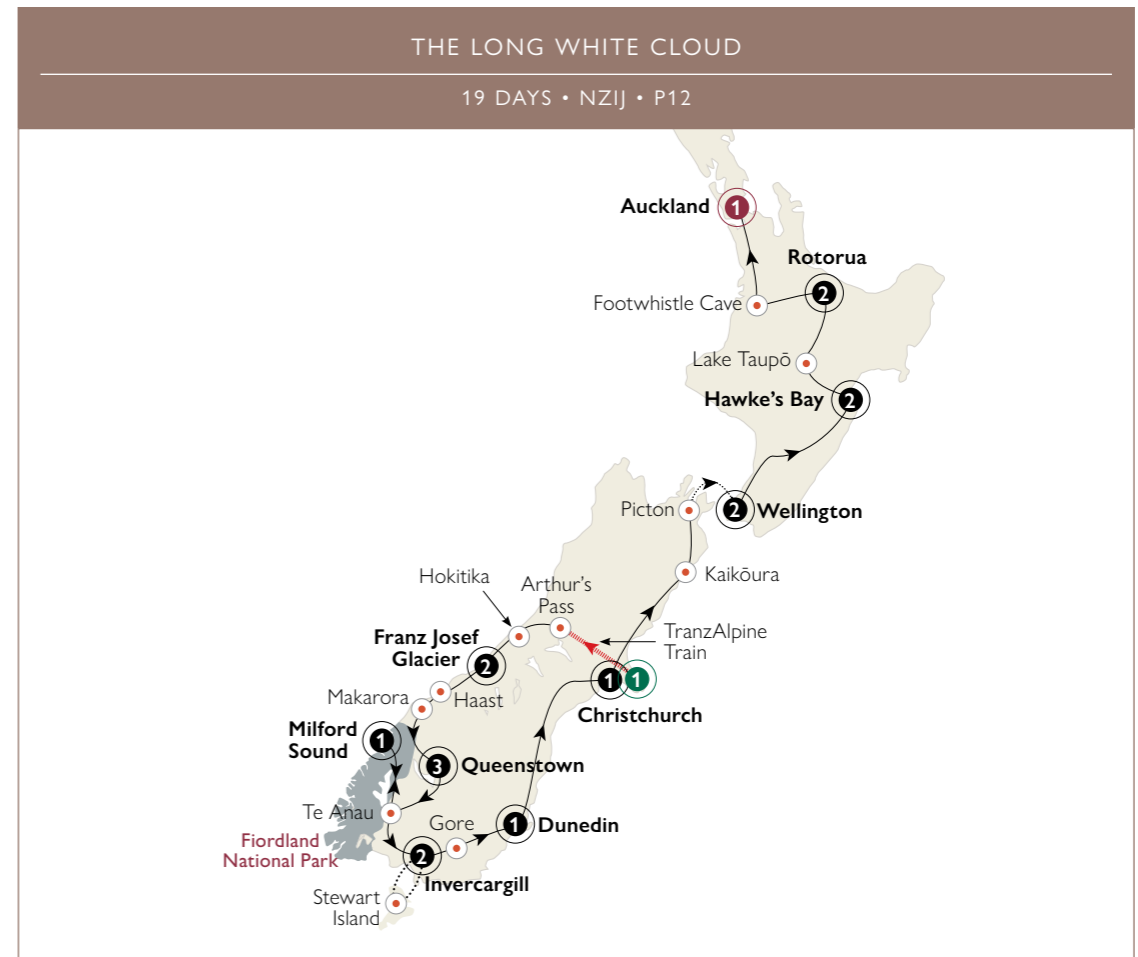 THE LONG WHITE CLOUD
19 DAYS • NZIJ • P12
Auckland
1
Rotorua
2
Footwhistle Cave
Lake Taupō
Hawke's Bay
2
Picton
2
Wellington
Hokitika
Arthur's
Pass
Kaikōura
Franz Josef
Glacier
2
TranzAlpine
Train
1
1
Christchurch
Makarora
Haast
Milford
Sound
1
3
Queenstown
Te Anau
Gore
1
Dunedin
Fiordland
National Park
2
Invercargill
Stewart
Island